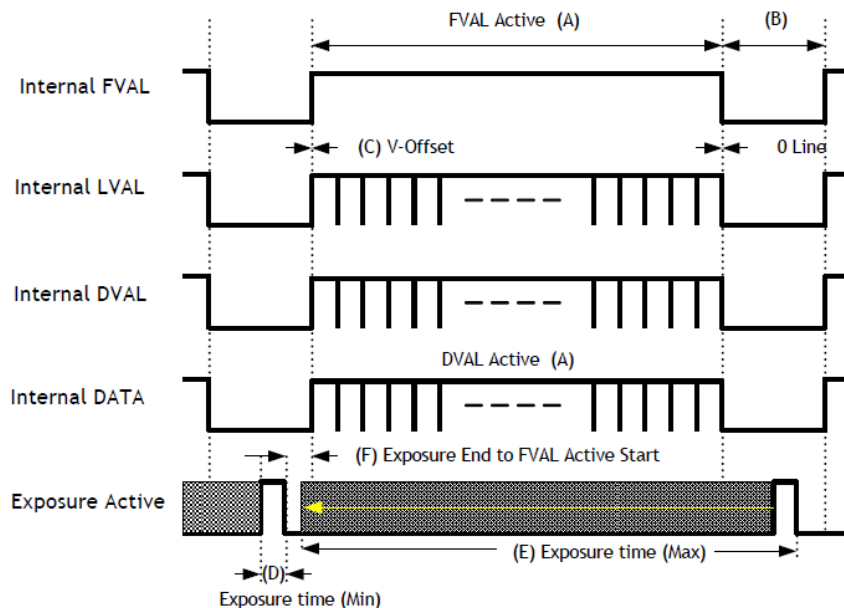 FVAL Active (A)
(B)
Internal FVAL
(C) V-Offset
0 Line
Internal LVAL
Internal DVAL
DVAL Active (A)
Internal DATA
(F) Exposure End to FVAL Active Start
Exposure Active
(E) Exposure time (Max)
(D)
Exposure time (Min)